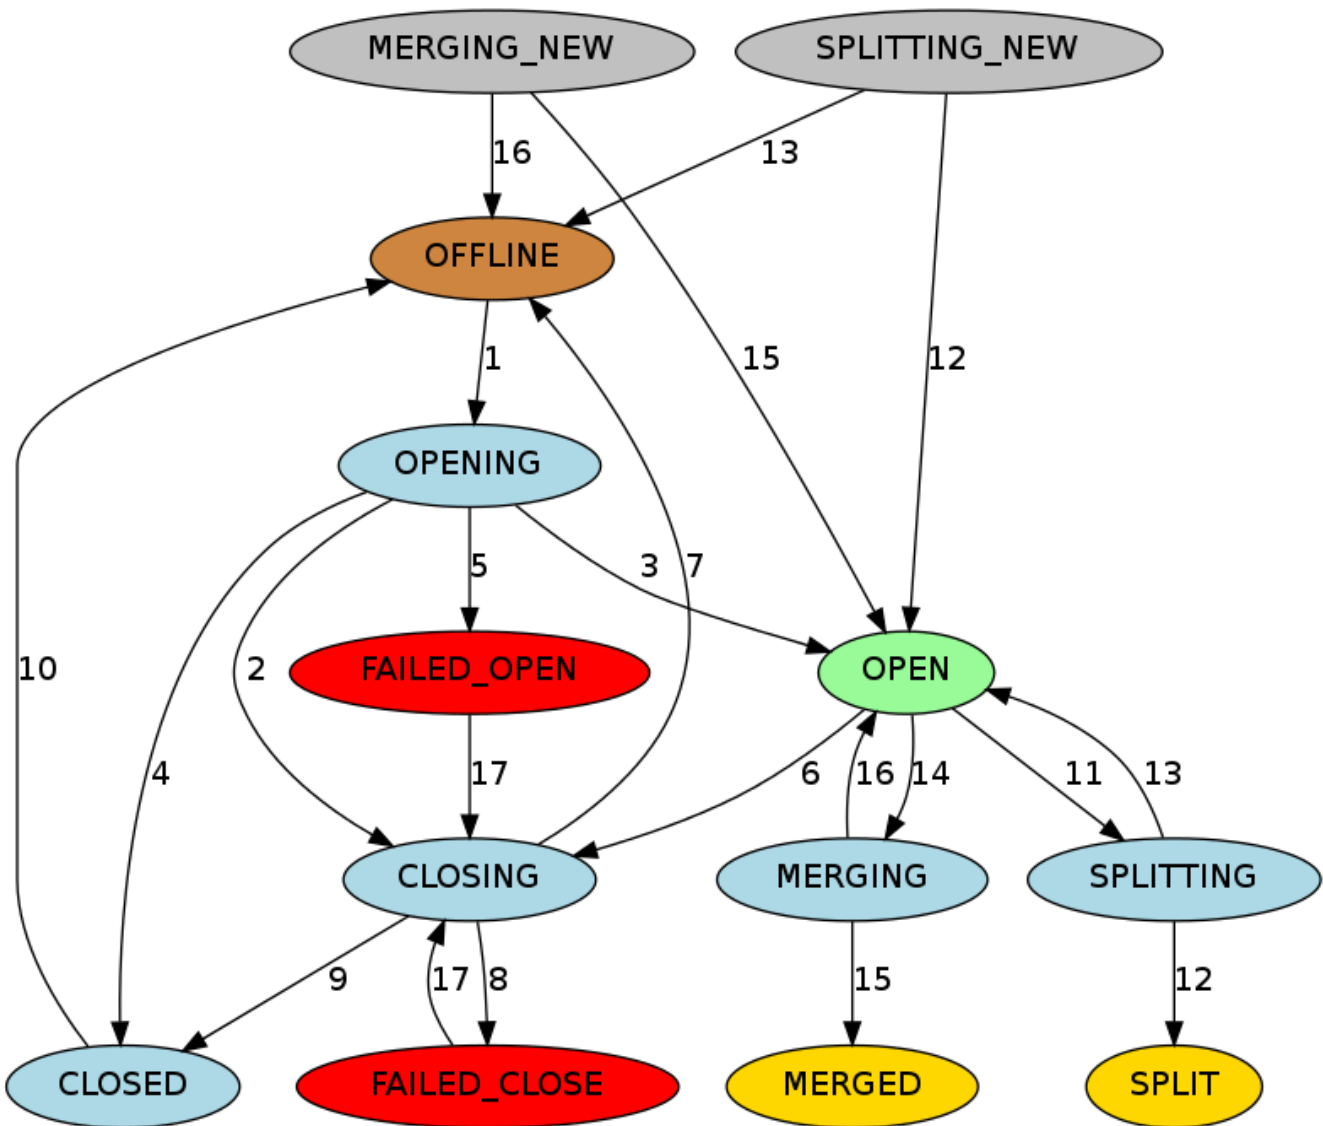 MERGING_NEW
SPLITTING_NEW
16
13
OFFLINE
1
15
12
OPENING
5
3
7
10
2
FAILED_OPEN
OPEN
4
17
6
16
14
11
13
CLOSING
MERGING
SPLITTING
9
17
8
15
12
CLOSED
FAILED_CLOSE
MERGED
SPLIT